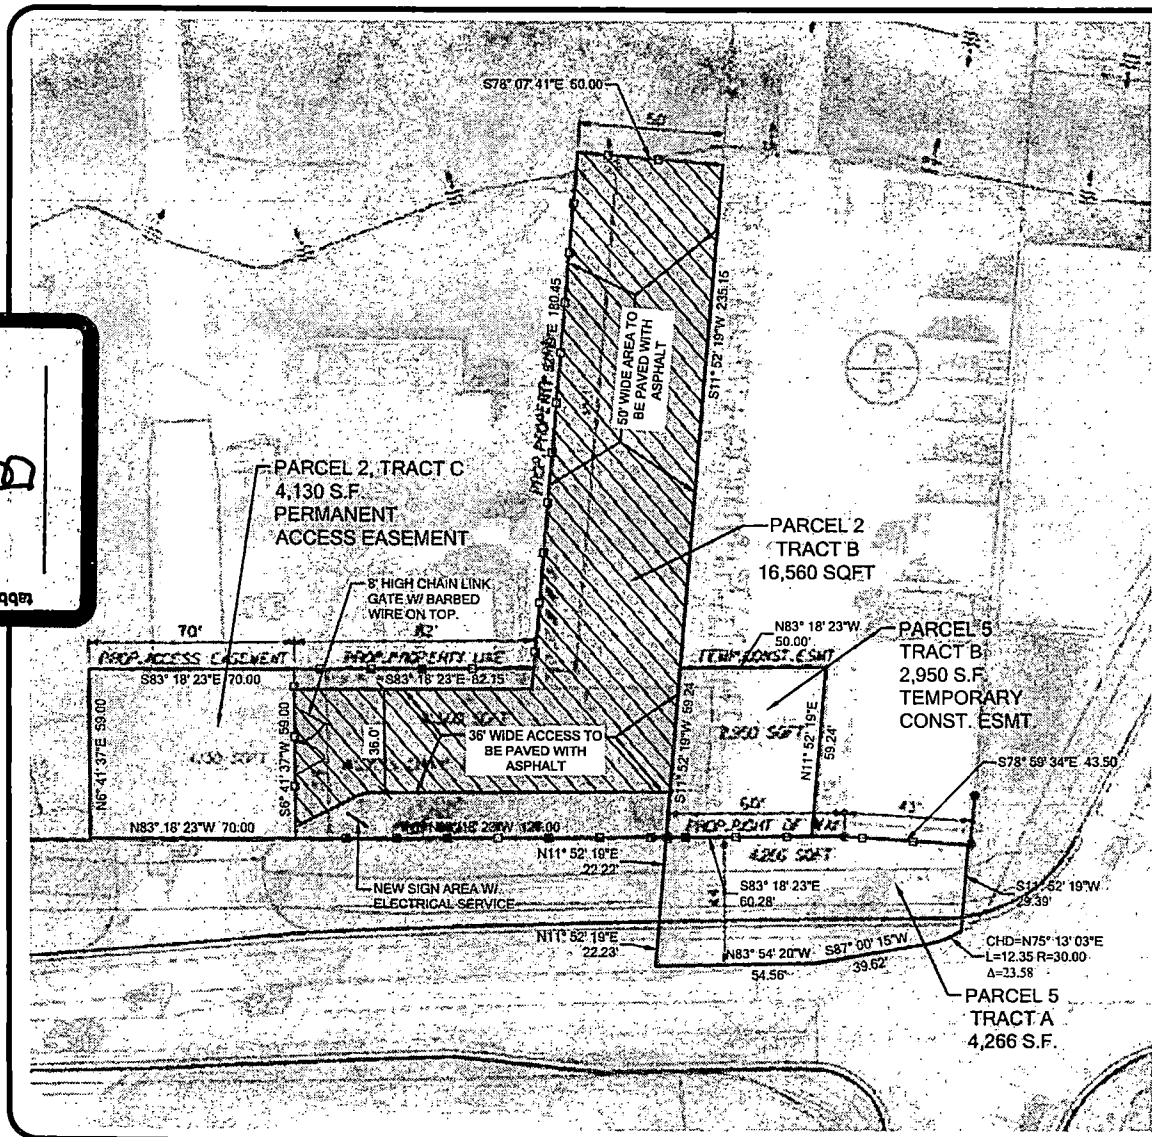 S78° 07' 41"E 50.00
50'
180.45
S11° 52' 19"W 235.15
50' WIDE AREA TO
BE PAVED WITH
ASPHALT
PARCEL 2, TRACT C
4,130 S.F.
PERMANENT
ACCESS EASEMENT
8' HIGH CHAIN LINK
GATE W/ BARBED
WIRE ON TOP.
PARCEL 2
TRACT B
16,560 SQFT
tabb
70'
82'
PROP. ACCESS EASEMENT
PROP. PROPERTY LINE
S83° 18' 23"E 70.00
S83° 18' 23"E 82.15
N83° 18' 23"W
50.00'
TEMP. CONST. ESMT
PARCEL 5
TRACT B
2,950 S.F.
TEMPORARY
CONST. ESMT.
N6° 41' 37"E 59.00
S6° 41' 37"W 59.00
36.0'
36' WIDE ACCESS TO
BE PAVED WITH
ASPHALT
S11° 52' 19"W 59.24
N11° 52' 19"E
59.24'
S78° 59' 34"E 43.50
N83° 18' 23"W 70.00
60'
43'
PROP. RIGHT OF WAY
4,266 SQFT
N11° 52' 19"E
22.22'
S83° 18' 23"E
60.28'
44'
NEW SIGN AREA W/
ELECTRICAL SERVICE
N11° 52' 19"E
22.23'
S11° 52' 19"W
29.39'
N83° 54' 20"W
54.56'
S87° 00' 15"W
39.62'
CHD=N75° 13' 03"E
L=12.35 R=30.00
Δ=23.58
PARCEL 5
TRACT A
4,266 S.F.